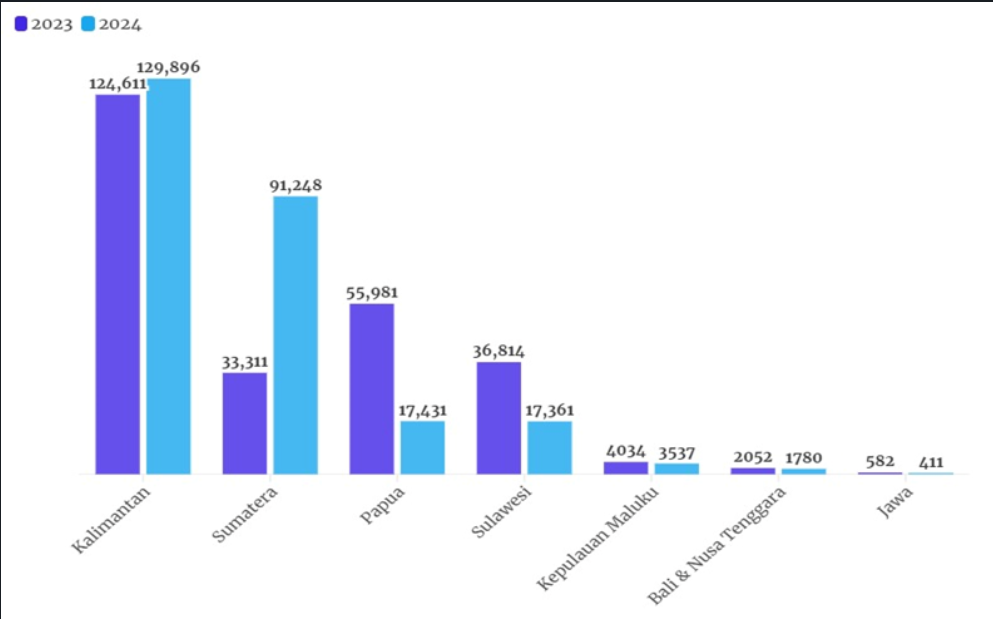 2023 2024
129,896
124,611
91,248
55,981
36,814
33,311
17,431 17,361
4034 3537 2052 1780 582 411
Kalimantan
Sumatera
Papua
Sulawesi
Kepulauan Maluku
Bali & Nusa Tenggara
Jawa